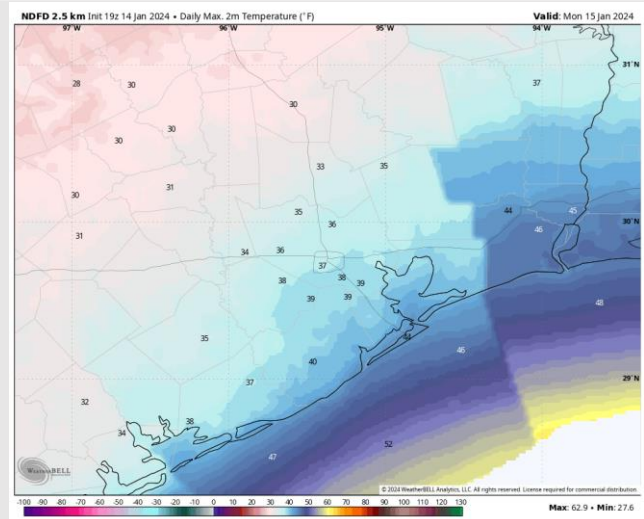 NDFD 2.5 km Init 19z 14 Jan 2024 • Daily Max. 2m Temperature (°F)
Valid: Mon 15 Jan 2024
97°W 96°W 95°W 94°W
31°N
28 30 37
30
30 30
33 35
30 31
35 44 45
30°N
31 36 46
34 36
37
38 38 39
39 39
48
35 44
46
40
29°N
37
32
38
34
52
47
WeatherBELL
© 2024 WeatherBELL Analytics, LLC. All rights reserved. License required for commercial distribution.
-100 -90 -80 -70 -60 -50 -40 -30 -20 -10 0 10 20 30 40 50 60 70 80 90 100 110 120 130
Max: 62.9 • Min: 27.6